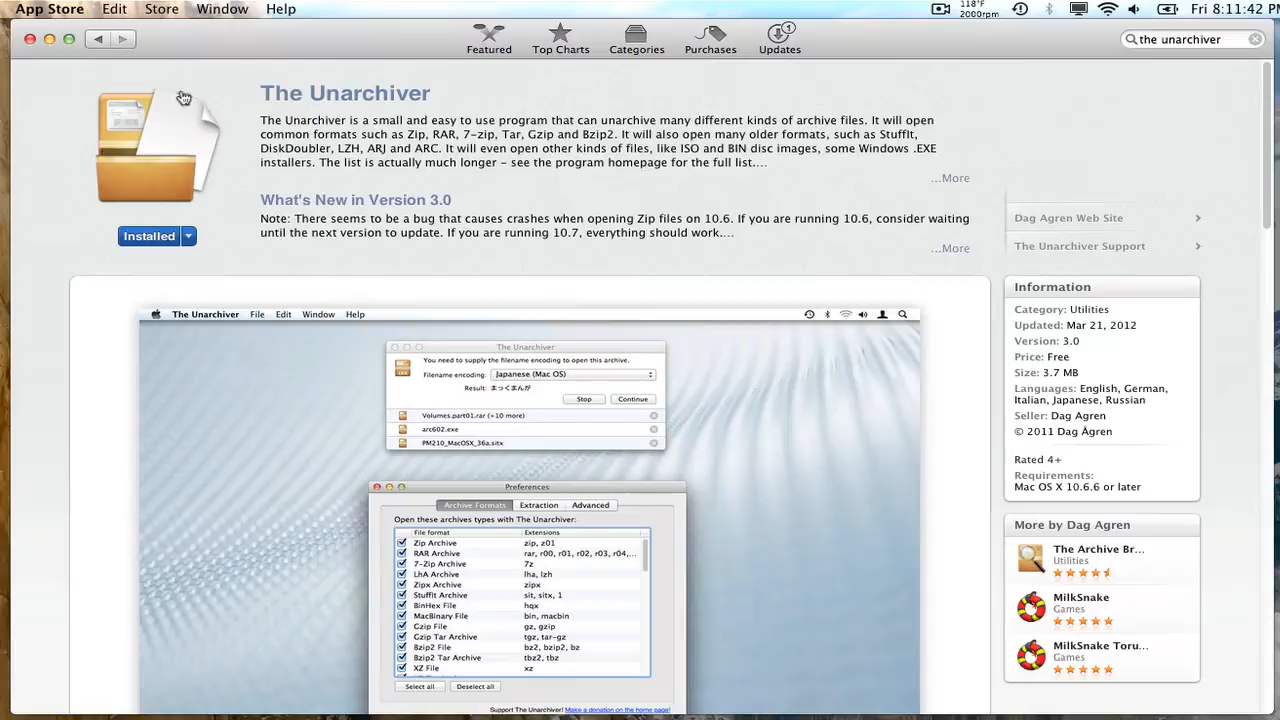 App Store Edit Store Window Help
118°F
2000rpm
Fri 8:11:42 PM
Featured Top Charts Categories Purchases Updates
1
the unarchiver
The Unarchiver
The Unarchiver is a small and easy to use program that can unarchive many different kinds of archive files. It will open
common formats such as Zip, RAR, 7-zip, Tar, Gzip and Bzip2. It will also open many older formats, such as StuffIt,
DiskDoubler, LZH, ARJ and ARC. It will even open other kinds of files, like ISO and BIN disc images, some Windows .EXE
installers. The list is actually much longer - see the program homepage for the full list....
...More
What's New in Version 3.0
Note: There seems to be a bug that causes crashes when opening Zip files on 10.6. If you are running 10.6, consider waiting
until the next version to update. If you are running 10.7, everything should work....
...More
Installed
Dag Agren Web Site
The Unarchiver Support
The Unarchiver File Edit Window Help
The Unarchiver
You need to supply the filename encoding to open this archive.
Filename encoding: Japanese (Mac OS)
Result: まっくまんが
Stop Continue
Volumes.part01.rar (+10 more)
arc602.exe
PM210_MacOSX_36a.sitx
Preferences
Archive Formats Extraction Advanced
Open these archives types with The Unarchiver:
File format Extensions
Zip Archive zip, z01
RAR Archive rar, r00, r01, r02, r03, r04,...
7-Zip Archive 7z
LhA Archive lha, lzh
Zipx Archive zipx
StuffIt Archive sit, sitx, 1
BinHex File hqx
MacBinary File bin, macbin
Gzip File gz, gzip
Gzip Tar Archive tgz, tar-gz
Bzip2 File bz2, bzip2, bz
Bzip2 Tar Archive tbz2, tbz
XZ File xz
Select all Deselect all
Support The Unarchiver! Make a donation on the home page!
Information
Category: Utilities
Updated: Mar 21, 2012
Version: 3.0
Price: Free
Size: 3.7 MB
Languages: English, German,
Italian, Japanese, Russian
Seller: Dag Agren
© 2011 Dag Ågren
Rated 4+
Requirements:
Mac OS X 10.6.6 or later
More by Dag Agren
The Archive Br...
Utilities
MilkSnake
Games
MilkSnake Toru...
Games